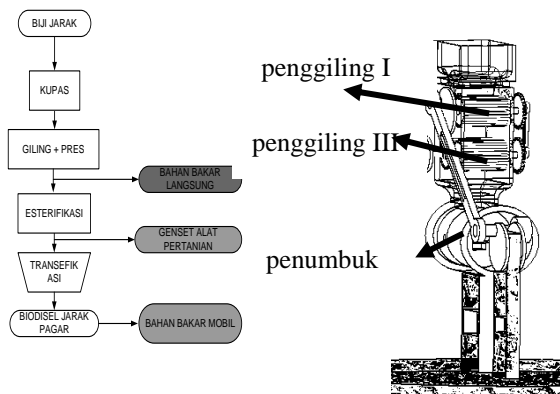 BIJI JARAK
KUPAS
GILING + PRES
BAHAN BAKAR
LANGSUNG
ESTERIFIKASI
GENSET ALAT
PERTANIAN
TRANSEFIK
ASI
BIODISEL JARAK
PAGAR
BAHAN BAKAR MOBIL
penggiling I
penggiling III
penumbuk